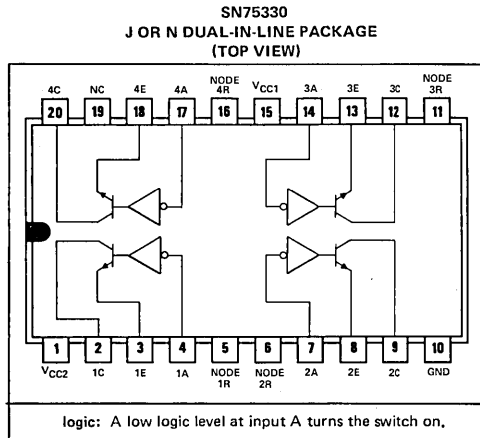 SN75330
J OR N DUAL-IN-LINE PACKAGE
(TOP VIEW)
4C NC 4E 4A NODE 4R VCC1 3A 3E 3C NODE 3R
20 19 18 17 16 15 14 13 12 11
1 2 3 4 5 6 7 8 9 10
VCC2 1C 1E 1A NODE 1R NODE 2R 2A 2E 2C GND
logic: A low logic level at input A turns the switch on.